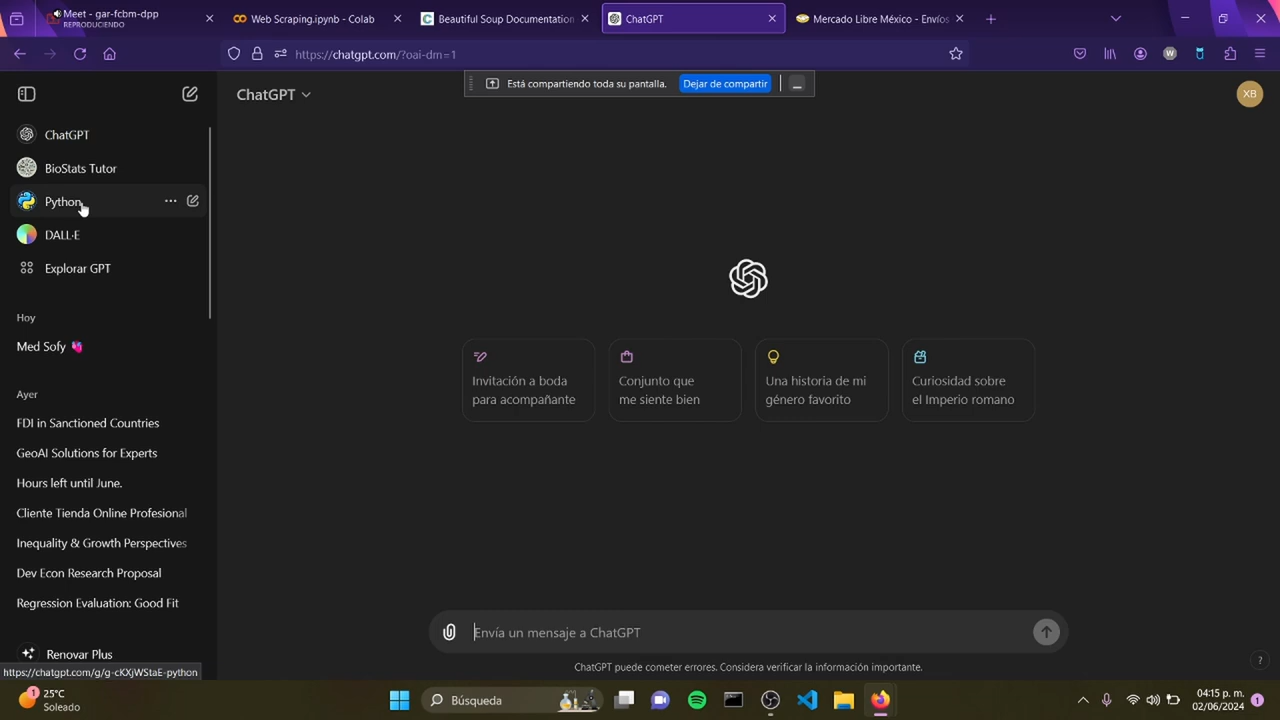 Meet - gar-fcbm-dpp
REPRODUCIENDO
Web Scraping.ipynb - Colab
Beautiful Soup Documentation
ChatGPT
Mercado Libre México - Envíos
https://chatgpt.com/?oai-dm=1
Está compartiendo toda su pantalla.
Dejar de compartir
ChatGPT
XB
ChatGPT
BioStats Tutor
Python
DALL·E
Explorar GPT
Hoy
Med Sofy 🫀
Ayer
FDI in Sanctioned Countries
GeoAI Solutions for Experts
Hours left until June.
Cliente Tienda Online Profesional
Inequality & Growth Perspectives
Dev Econ Research Proposal
Regression Evaluation: Good Fit
Renovar Plus
https://chatgpt.com/g/g-cKXjWStaE-python
Invitación a boda
para acompañante
Conjunto que
me siente bien
Una historia de mi
género favorito
Curiosidad sobre
el Imperio romano
Envía un mensaje a ChatGPT
ChatGPT puede cometer errores. Considera verificar la información importante.
?
1
25°C
Soleado
Búsqueda
04:15 p. m.
02/06/2024
1